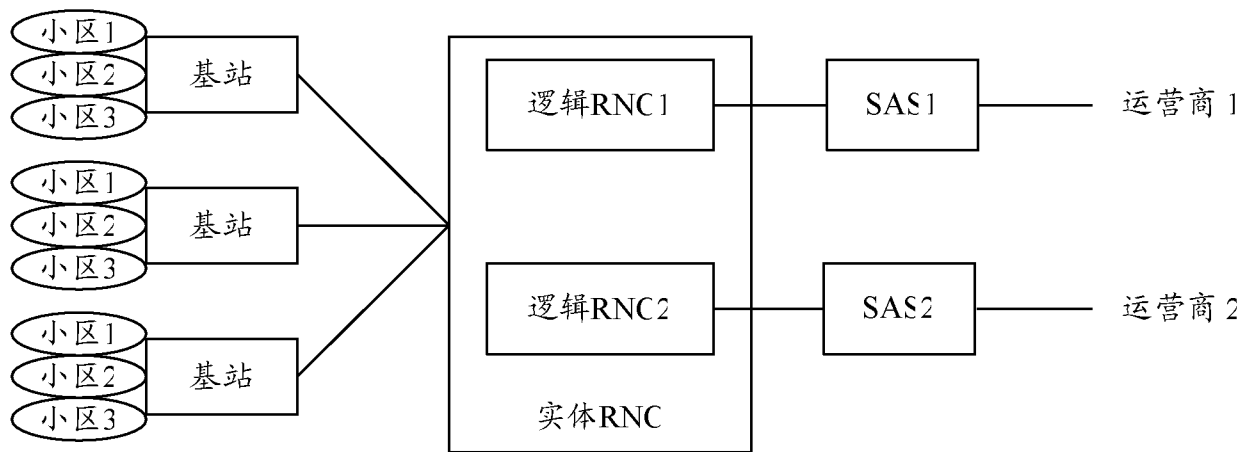 小区1
小区2
小区3
基站
小区1
小区2
小区3
基站
小区1
小区2
小区3
基站
逻辑RNC1
SAS1
运营商 1
逻辑RNC2
SAS2
运营商 2
实体RNC